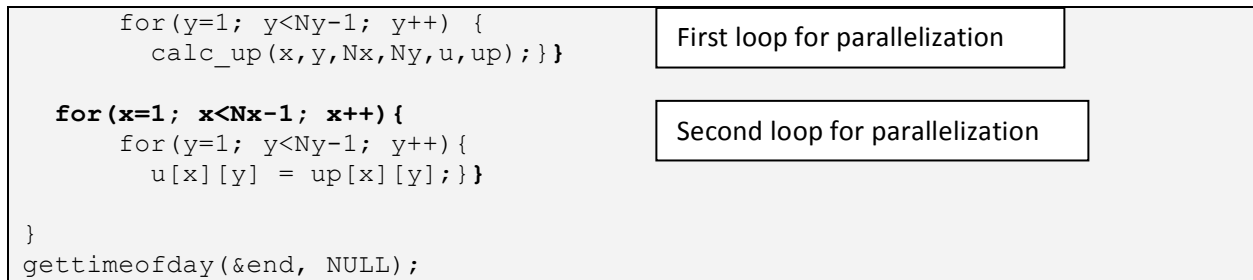 for(y=1; y<Ny-1; y++) {
calc_up(x,y,Nx,Ny,u,up);}}
First loop for parallelization
for(x=1; x<Nx-1; x++){
for(y=1; y<Ny-1; y++){
u[x][y] = up[x][y];}}
Second loop for parallelization
}
gettimeofday(&end, NULL);